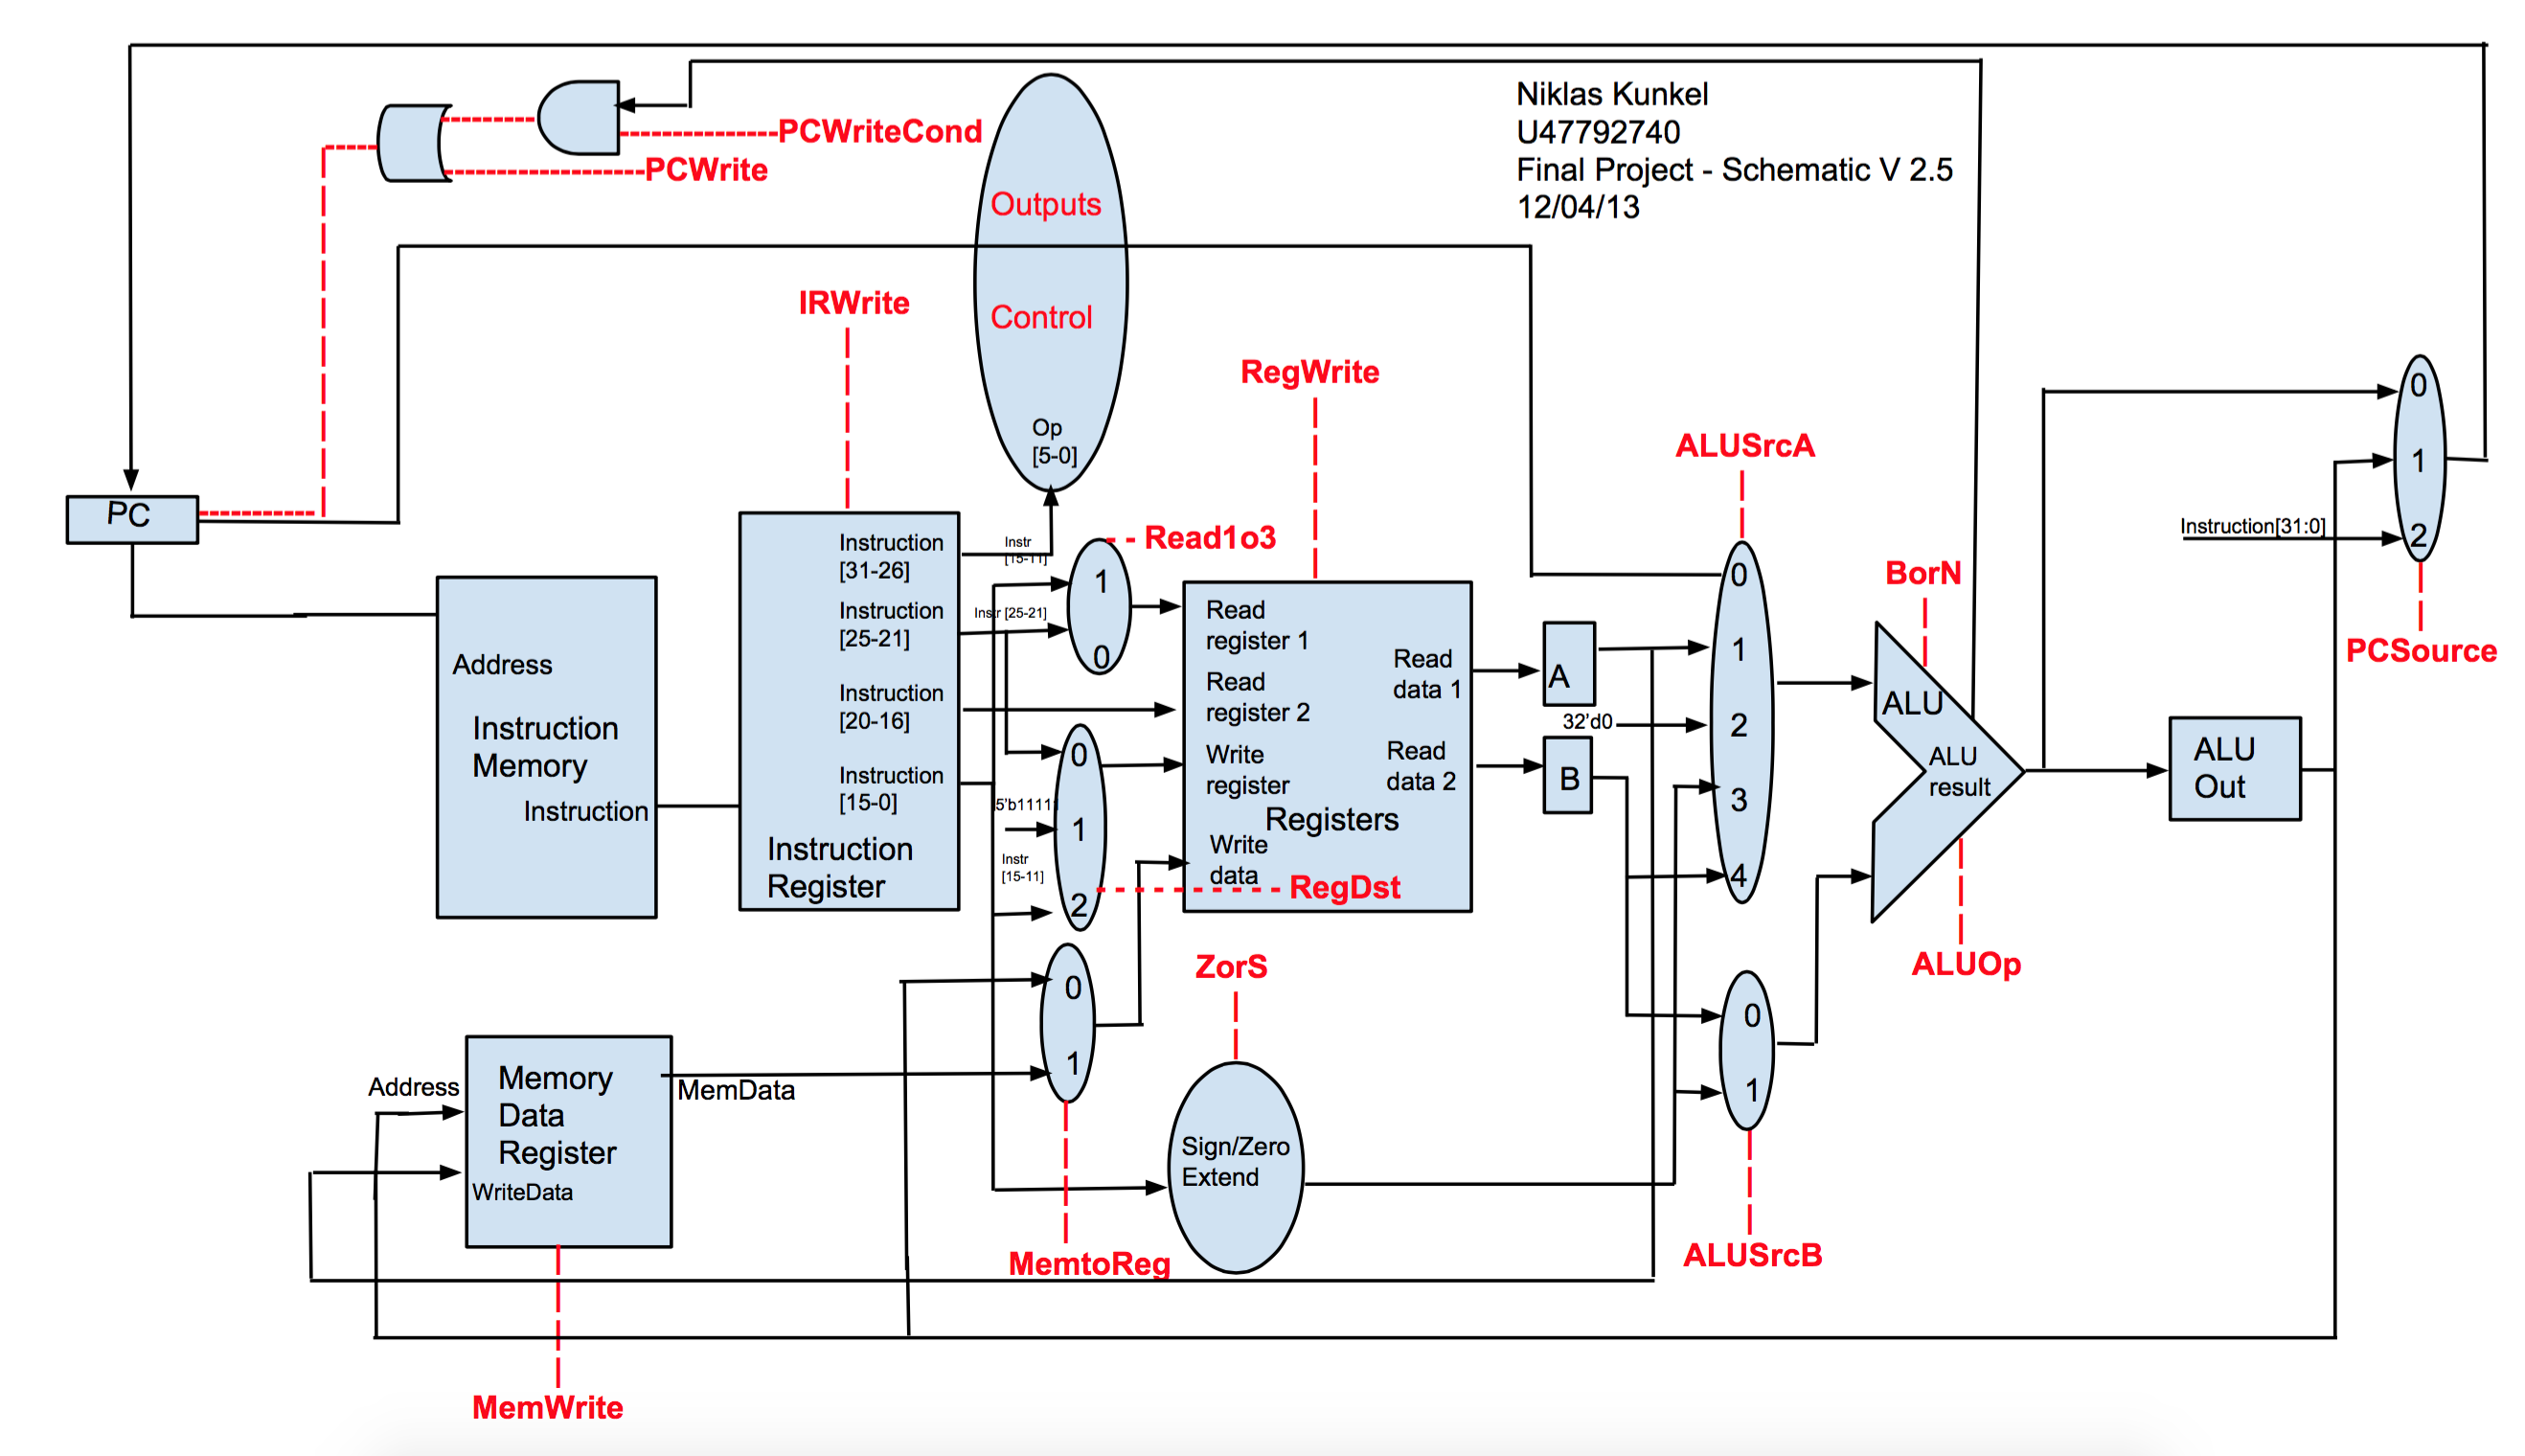 Niklas Kunkel
U47792740
Final Project - Schematic V 2.5
12/04/13
PCWriteCond
PCWrite
Outputs
Control
Op
[5-0]
IRWrite
RegWrite
ALUSrcA
BorN
PCSource
0
1
Instruction[31:0]
2
PC
Address
Instruction
Memory
Instruction
Instruction
[31-26]
Instruction
[25-21]
Instruction
[20-16]
Instruction
[15-0]
Instruction
Register
Instr
[15-11]
Read1o3
1
Instr [25-21]
0
0
5'b11111
1
Instr
[15-11]
2
RegDst
Read
register 1
Read
register 2
Write
register
Registers
Write
data
Read
data 1
Read
data 2
A
32'd0
B
0
1
2
3
4
ALU
ALU
result
ALUOp
ALU
Out
0
1
MemtoReg
ZorS
Sign/Zero
Extend
0
1
ALUSrcB
Address
Memory
Data
Register
WriteData
MemData
MemWrite